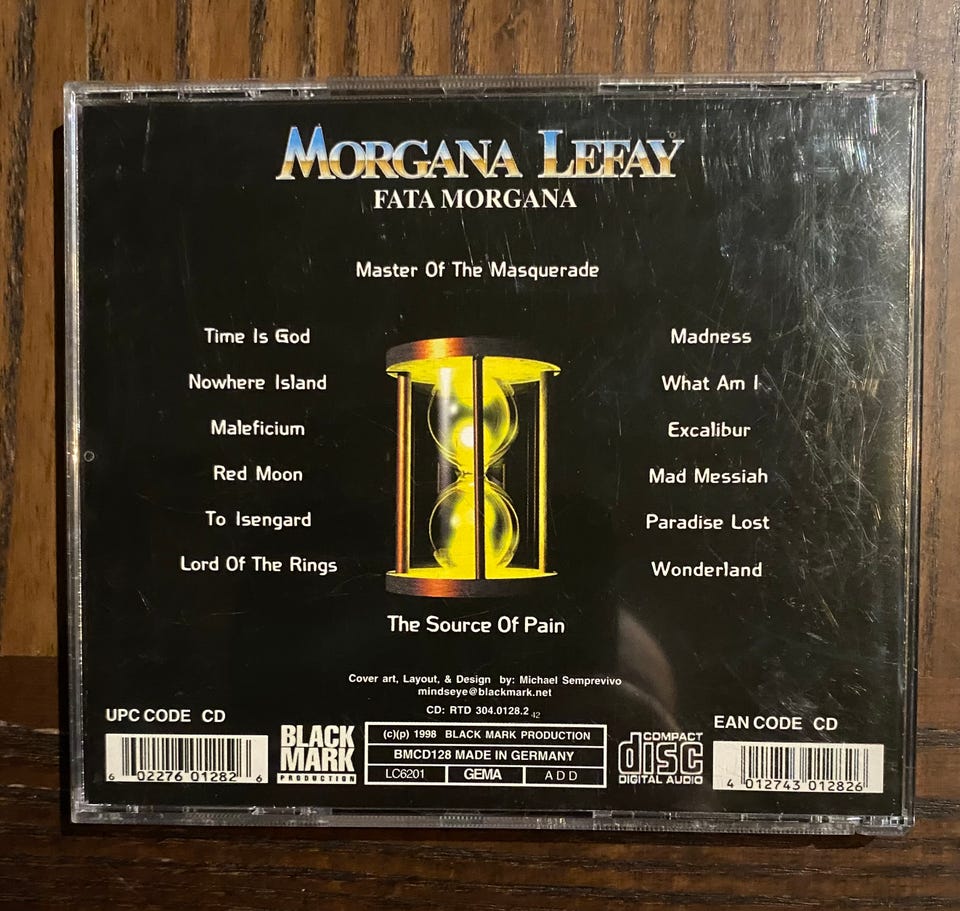 MORGANA LEFAY
FATA MORGANA
Master Of The Masquerade
Time Is God
Nowhere Island
Maleficium
Red Moon
To Isengard
Lord Of The Rings
Madness
What Am I
Excalibur
Mad Messiah
Paradise Lost
Wonderland
The Source Of Pain
Cover art, Layout, & Design by: Michael Semprevivo
mindseye@blackmark.net
CD: RTD 304.0128.2 42
UPC CODE CD
6 02276 01282 6
BLACK
MARK
PRODUCTION
(c)(p) 1998 BLACK MARK PRODUCTION
BMCD128 MADE IN GERMANY
LC6201 GEMA ADD
COMPACT
disc
DIGITAL AUDIO
EAN CODE CD
4 012743 012826